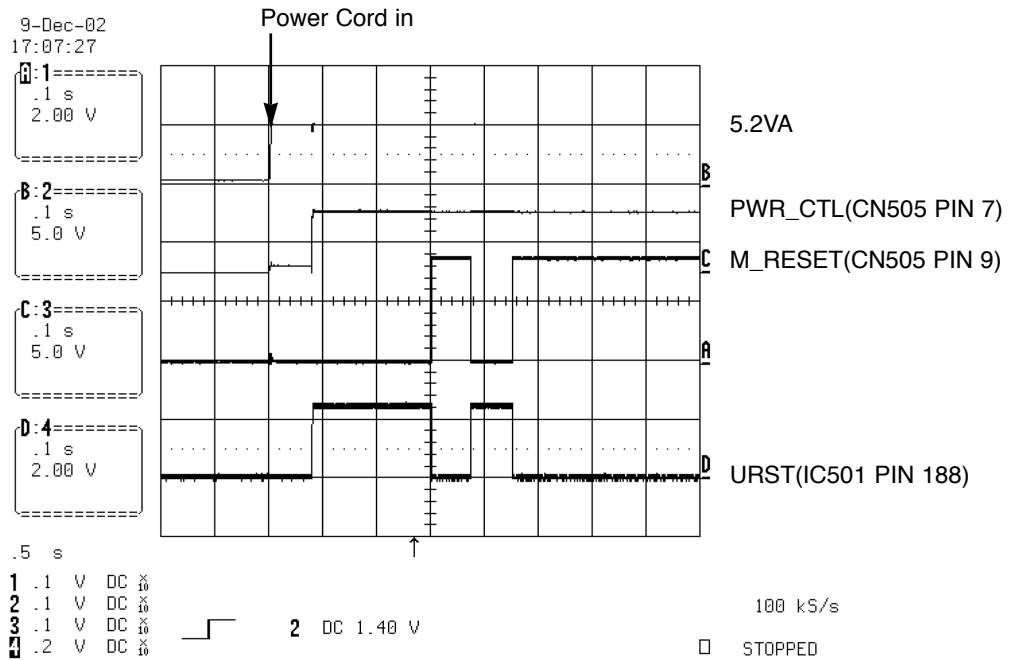 Power Cord in
9-Dec-02
17:07:27
A:1
.1 s
2.00 V
B:2
.1 s
5.0 V
C:3
.1 s
5.0 V
D:4
.1 s
2.00 V
5.2VA
B
PWR_CTL(CN505 PIN 7)
C
M_RESET(CN505 PIN 9)
A
D
URST(IC501 PIN 188)
.5 s
1 .1 V DC X10
2 .1 V DC X10
3 .1 V DC X10
4 .2 V DC X10
2 DC 1.40 V
100 kS/s
STOPPED